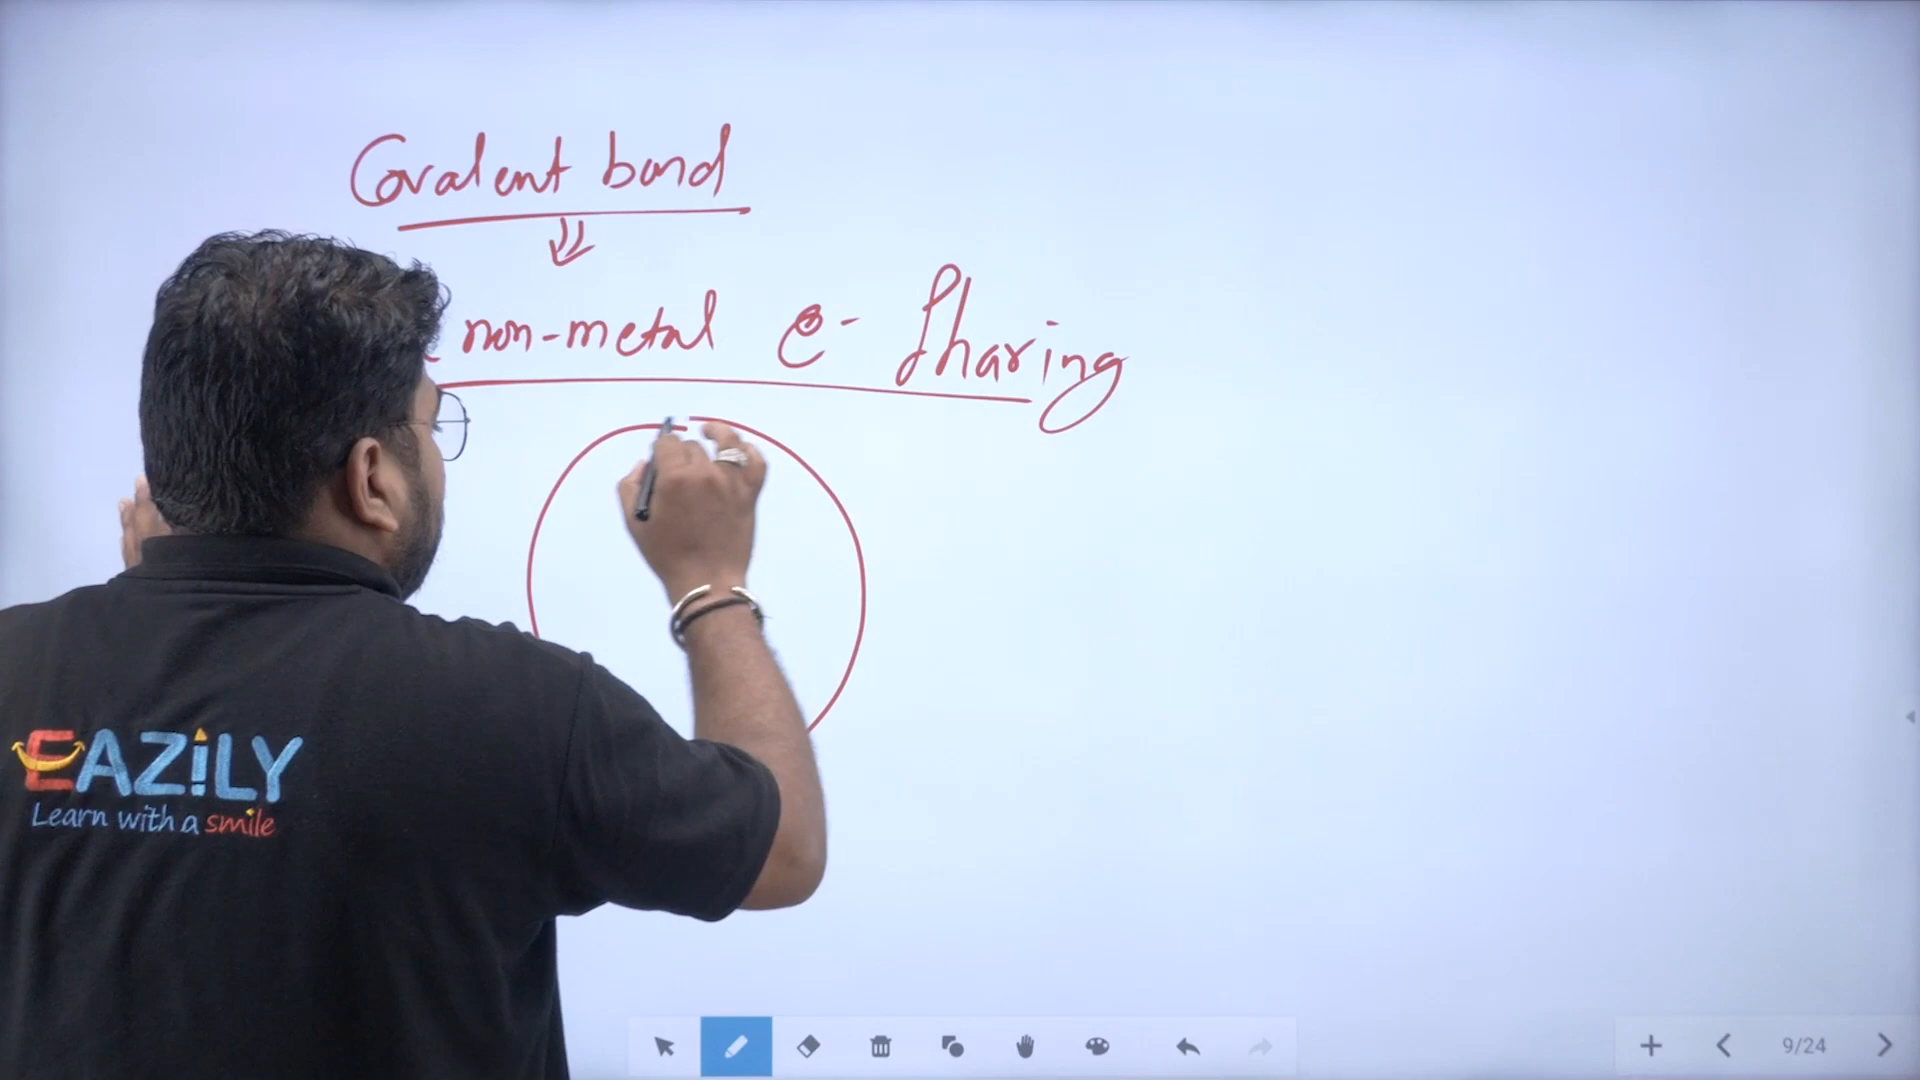 Covalent bond
non-metal e- Sharing
EAZiLY
Learn with a smile
9/24